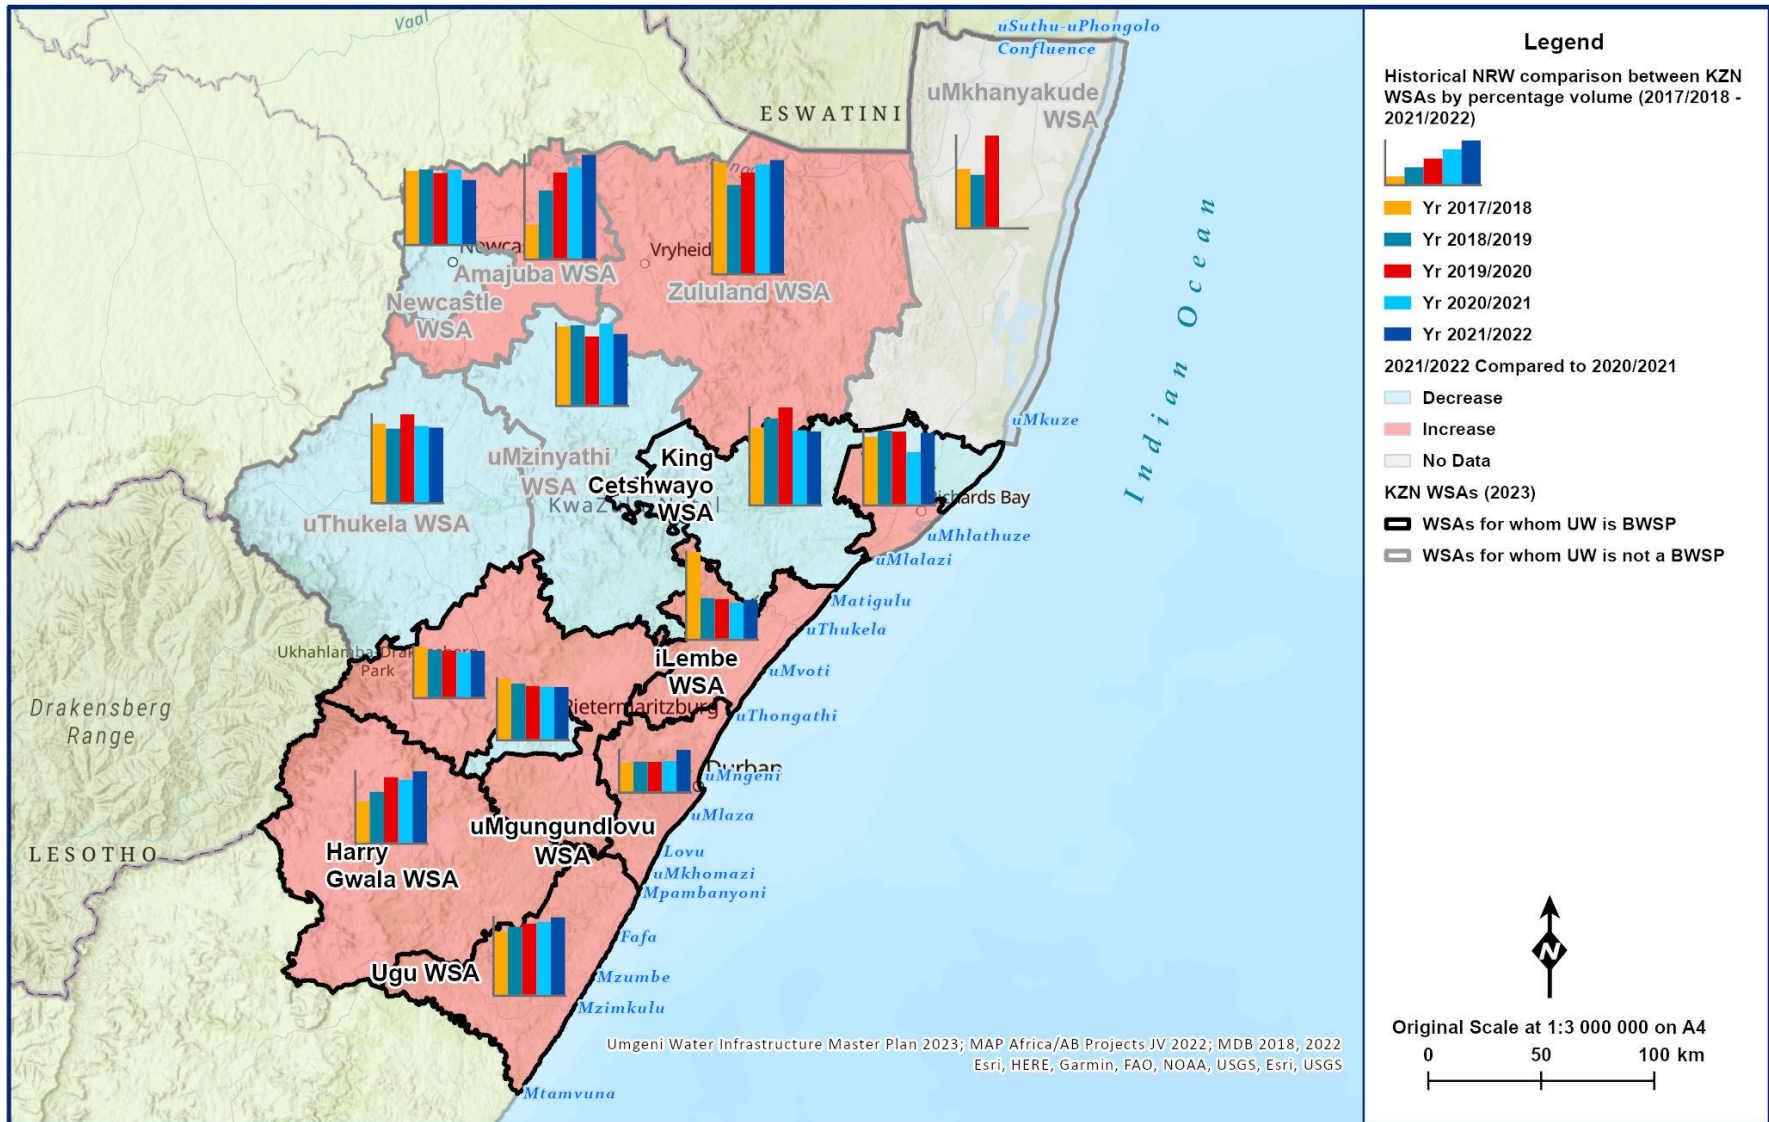 Vaal
uSuthu-uPhongolo
Confluence
uMkhanyakude
WSA
ESWATINI
Newcas
Vryheid
Amajuba WSA
Newcastle
WSA
Zululand WSA
Indian Ocean
uMkuze
uMzinyathi
WSA
King
Cetshwayo
WSA
uThukela WSA
Richards Bay
uMhlathuze
uMlalazi
Matigulu
uThukela
iLembe
WSA
uMvoti
Park
Drakensberg
Range
Pietermaritzburg
uThongathi
Durban
uMngeni
uMlaza
uMgungundlovu
WSA
Harry
Gwala WSA
LESOTHO
Lovu
uMkhomazi
Mpambanyoni
Fafa
Ugu WSA
Mzumbe
Mzimkulu
Mtamvuna
Umgeni Water Infrastructure Master Plan 2023; MAP Africa/AB Projects JV 2022; MDB 2018, 2022
Esri, HERE, Garmin, FAO, NOAA, USGS, Esri, USGS
Legend
Historical NRW comparison between KZN
WSAs by percentage volume (2017/2018 -
2021/2022)
Yr 2017/2018
Yr 2018/2019
Yr 2019/2020
Yr 2020/2021
Yr 2021/2022
2021/2022 Compared to 2020/2021
Decrease
Increase
No Data
KZN WSAs (2023)
WSAs for whom UW is BWSP
WSAs for whom UW is not a BWSP
N
Original Scale at 1:3 000 000 on A4
0 50 100 km